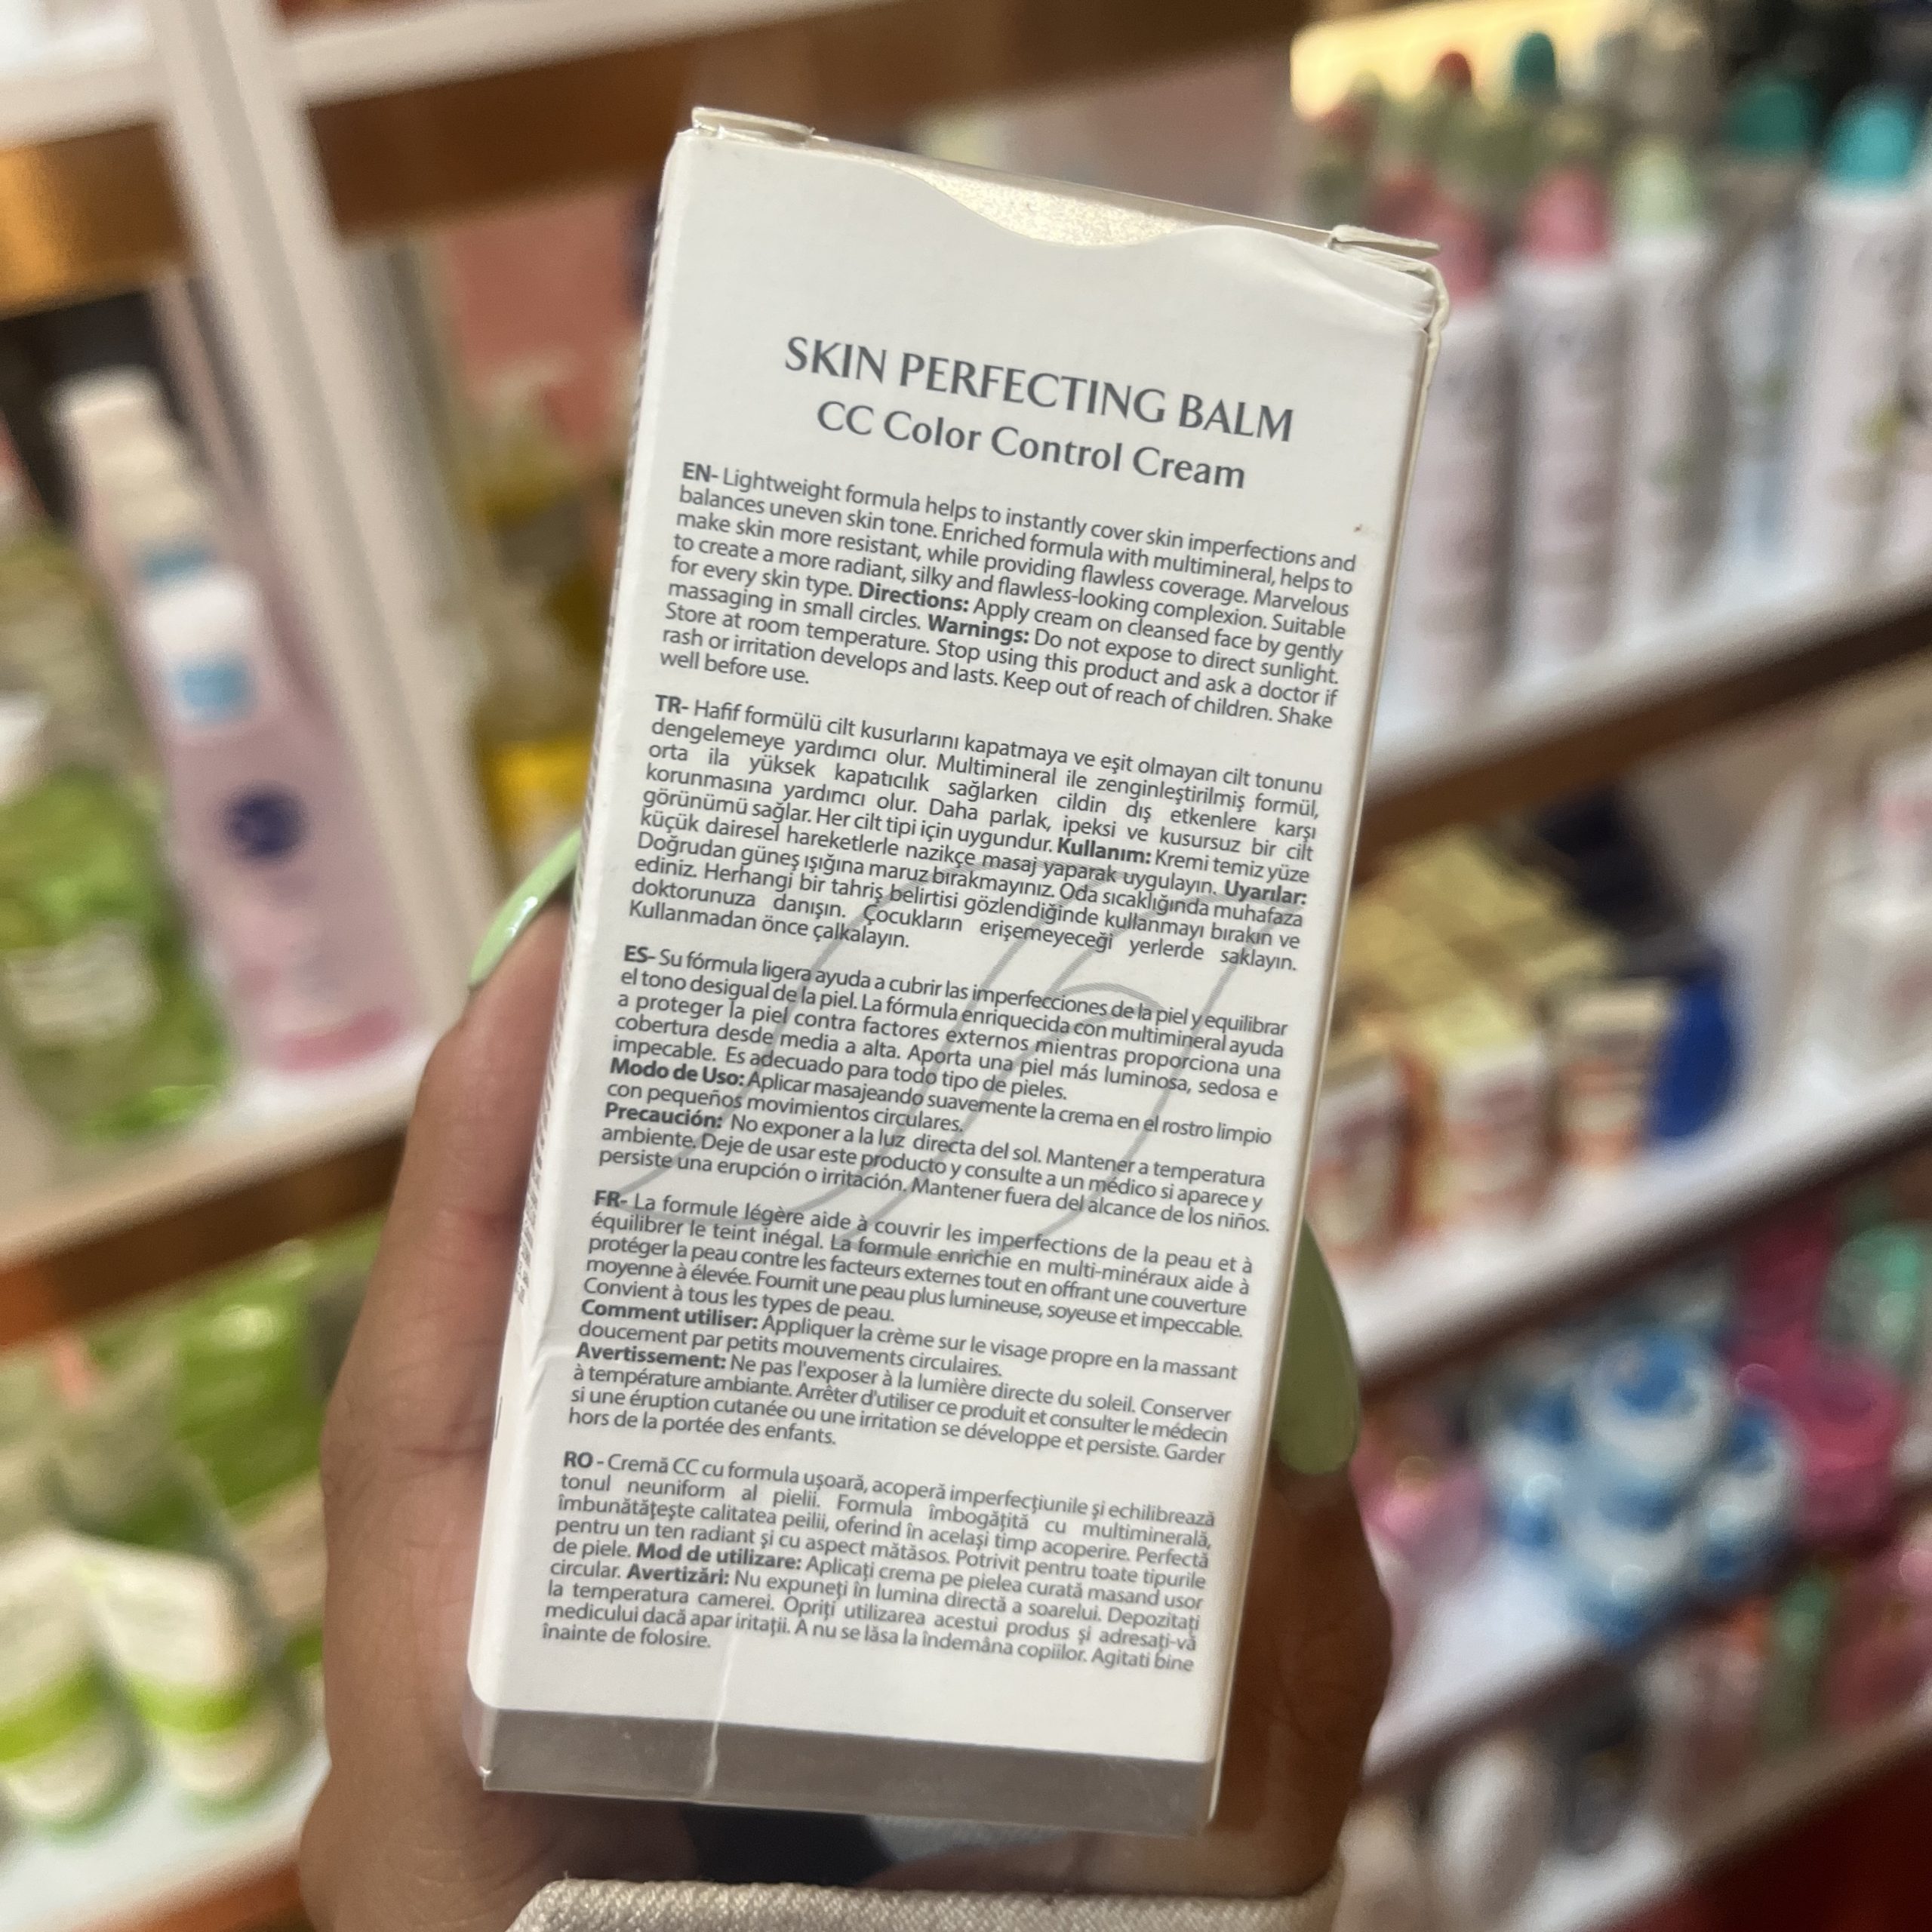 SKIN PERFECTING BALM
CC Color Control Cream
EN- Lightweight formula helps to instantly cover skin imperfections and
balances uneven skin tone. Enriched formula with multimineral, helps to
make skin more resistant, while providing flawless coverage. Marvelous
to create a more radiant, silky and flawless-looking complexion. Suitable
for every skin type. Directions: Apply cream on cleansed face by gently
massaging in small circles. Warnings: Do not expose to direct sunlight.
Store at room temperature. Stop using this product and ask a doctor if
rash or irritation develops and lasts. Keep out of reach of children. Shake
well before use.
TR- Hafif formülü cilt kusurlarını kapatmaya ve eşit olmayan cilt tonunu
dengelemeye yardımcı olur. Multimineral ile zenginleştirilmiş formül,
orta ila yüksek kapatıcılık sağlarken cildin dış etkenlere karşı
korunmasına yardımcı olur. Daha parlak, ipeksi ve kusursuz bir cilt
görünümü sağlar. Her cilt tipi için uygundur. Kullanım: Kremi temiz yüze
küçük dairesel hareketlerle nazikçe masaj yaparak uygulayın. Uyarılar:
Doğrudan güneş ışığına maruz bırakmayınız. Oda sıcaklığında muhafaza
ediniz. Herhangi bir tahriş belirtisi gözlendiğinde kullanmayı bırakın ve
doktorunuza danışın. Çocukların erişemeyeceği yerlerde saklayın.
Kullanmadan önce çalkalayın.
ES- Su fórmula ligera ayuda a cubrir las imperfecciones de la piel y equilibrar
el tono desigual de la piel. La fórmula enriquecida con multimineral ayuda
a proteger la piel contra factores externos mientras proporciona una
cobertura desde media a alta. Aporta una piel más luminosa, sedosa e
impecable. Es adecuado para todo tipo de pieles.
Modo de Uso: Aplicar masajeando suavemente la crema en el rostro limpio
con pequeños movimientos circulares.
Precaución: No exponer a la luz directa del sol. Mantener a temperatura
ambiente. Deje de usar este producto y consulte a un médico si aparece y
persiste una erupción o irritación. Mantener fuera del alcance de los niños.
FR- La formule légère aide à couvrir les imperfections de la peau et à
équilibrer le teint inégal. La formule enrichie en multi-minéraux aide à
protéger la peau contre les facteurs externes tout en offrant une couverture
moyenne à élevée. Fournit une peau plus lumineuse, soyeuse et impeccable.
Convient à tous les types de peau.
Comment utiliser: Appliquer la crème sur le visage propre en la massant
doucement par petits mouvements circulaires.
Avertissement: Ne pas l'exposer à la lumière directe du soleil. Conserver
à température ambiante. Arrêter d'utiliser ce produit et consulter le médecin
si une éruption cutanée ou une irritation se développe et persiste. Garder
hors de la portée des enfants.
RO - Cremă CC cu formula ușoară, acoperă imperfecțiunile și echilibrează
tonul neuniform al pielii. Formula îmbogățită cu multiminerală,
îmbunătățește calitatea peilii, oferind în același timp acoperire. Perfectă
pentru un ten radiant și cu aspect mătăsos. Potrivit pentru toate tipurile
de piele. Mod de utilizare: Aplicați crema pe pielea curată masand usor
circular. Avertizări: Nu expuneți în lumina directă a soarelui. Depozitați
la temperatura camerei. Opriți utilizarea acestui produs și adresați-vă
medicului dacă apar iritații. A nu se lăsa la îndemâna copiilor. Agitati bine
înainte de folosire.